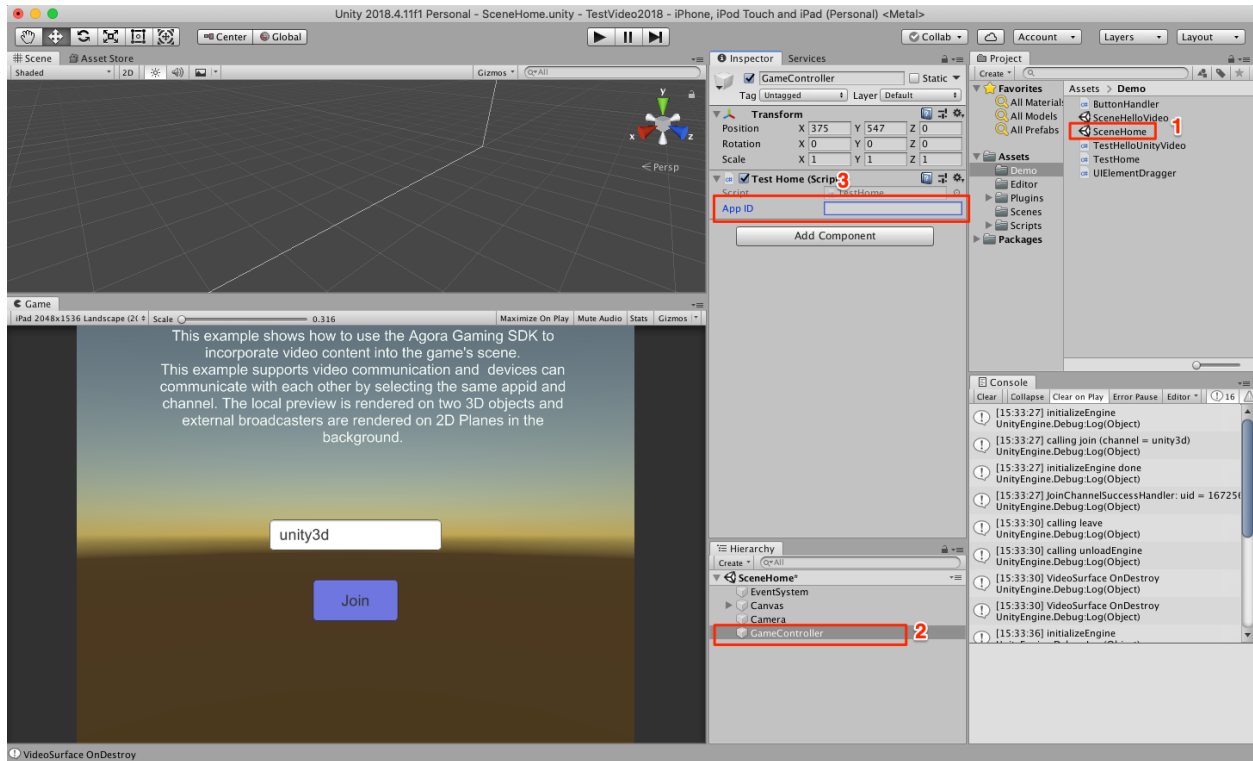 Unity 2018.4.11f1 Personal - SceneHome.unity - TestVideo2018 - iPhone, iPod Touch and iPad (Personal) <Metal>
Center Global Collab Account Layers Layout
Scene Asset Store
Shaded 2D Gizmos All
y
x z
Persp
Game
iPad 2048x1536 Landscape (2( Scale 0.316 Maximize On Play Mute Audio Stats Gizmos
This example shows how to use the Agora Gaming SDK to
incorporate video content into the game's scene.
This example supports video communication and devices can
communicate with each other by selecting the same appid and
channel. The local preview is rendered on two 3D objects and
external broadcasters are rendered on 2D Planes in the
background.
unity3d
Join
Inspector Services
GameController Static
Tag Untagged Layer Default
Transform
Position X 375 Y 547 Z 0
Rotation X 0 Y 0 Z 0
Scale X 1 Y 1 Z 1
Test Home (Script
3
Script TestHome
App ID
Add Component
Hierarchy
Create All
SceneHome*
EventSystem
Canvas
Camera
GameController
2
Project
Create
Favorites
All Materials
All Models
All Prefabs
Assets
Demo
Editor
Plugins
Scenes
Scripts
Packages
Assets > Demo
ButtonHandler
SceneHelloVideo
SceneHome
1
TestHelloUnityVideo
TestHome
UIElementDragger
Console
Clear Collapse Clear on Play Error Pause Editor 16
[15:33:27] initializeEngine
UnityEngine.Debug:Log(Object)
[15:33:27] calling join (channel = unity3d)
UnityEngine.Debug:Log(Object)
[15:33:27] initializeEngine done
UnityEngine.Debug:Log(Object)
[15:33:27] JoinChannelSuccessHandler: uid = 167256
UnityEngine.Debug:Log(Object)
[15:33:30] calling leave
UnityEngine.Debug:Log(Object)
[15:33:30] calling unloadEngine
UnityEngine.Debug:Log(Object)
[15:33:30] VideoSurface OnDestroy
UnityEngine.Debug:Log(Object)
[15:33:30] VideoSurface OnDestroy
UnityEngine.Debug:Log(Object)
[15:33:36] initializeEngine
VideoSurface OnDestroy